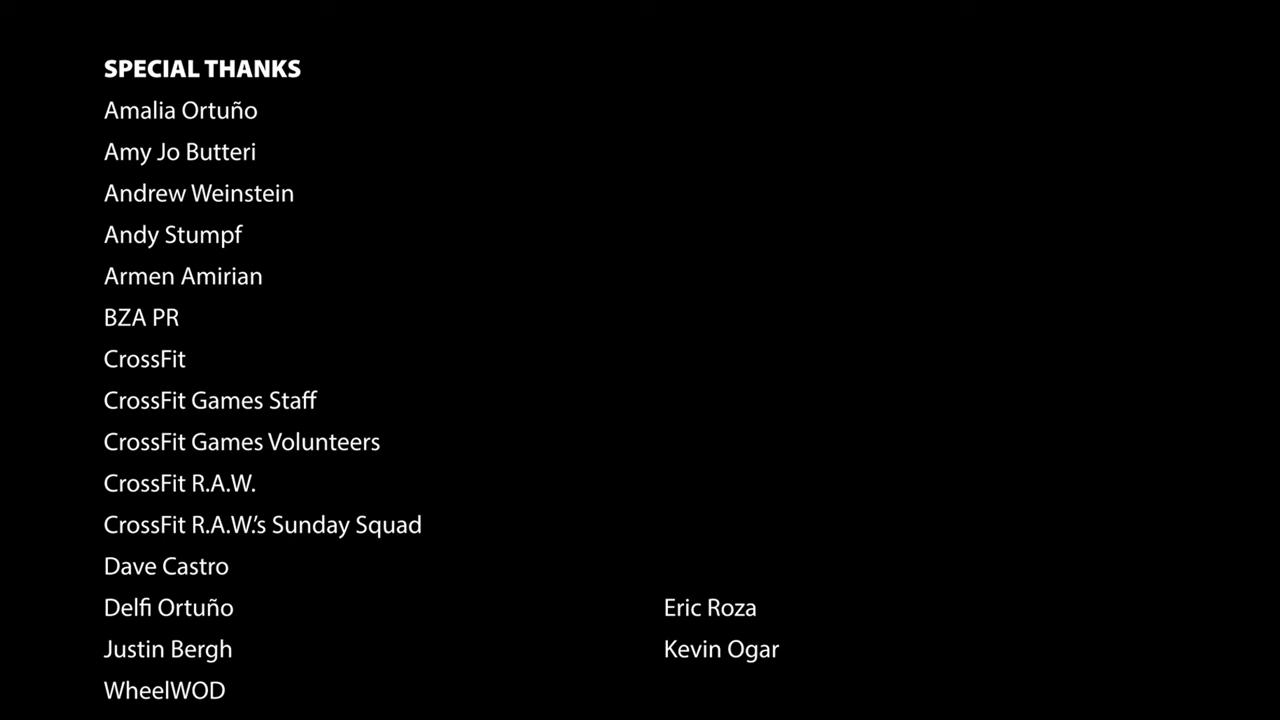 SPECIAL THANKS
Amalia Ortuño
Amy Jo Butteri
Andrew Weinstein
Andy Stumpf
Armen Amirian
BZA PR
CrossFit
CrossFit Games Staff
CrossFit Games Volunteers
CrossFit R.A.W.
CrossFit R.A.W.’s Sunday Squad
Dave Castro
Delfi Ortuño
Eric Roza
Justin Bergh
Kevin Ogar
WheelWOD